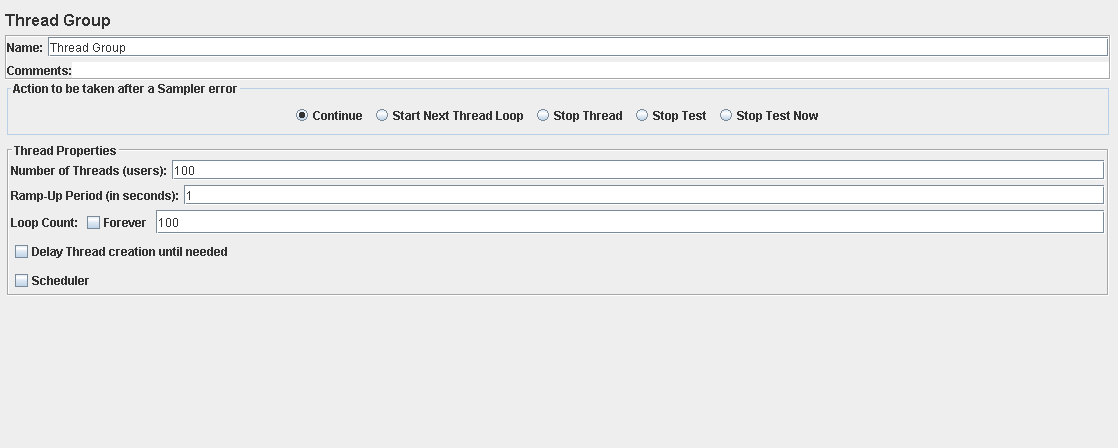 Thread Group
Name: Thread Group
Comments:
Action to be taken after a Sampler error
Continue Start Next Thread Loop Stop Thread Stop Test Stop Test Now
Thread Properties
Number of Threads (users): 100
Ramp-Up Period (in seconds): 1
Loop Count: Forever 100
Delay Thread creation until needed
Scheduler